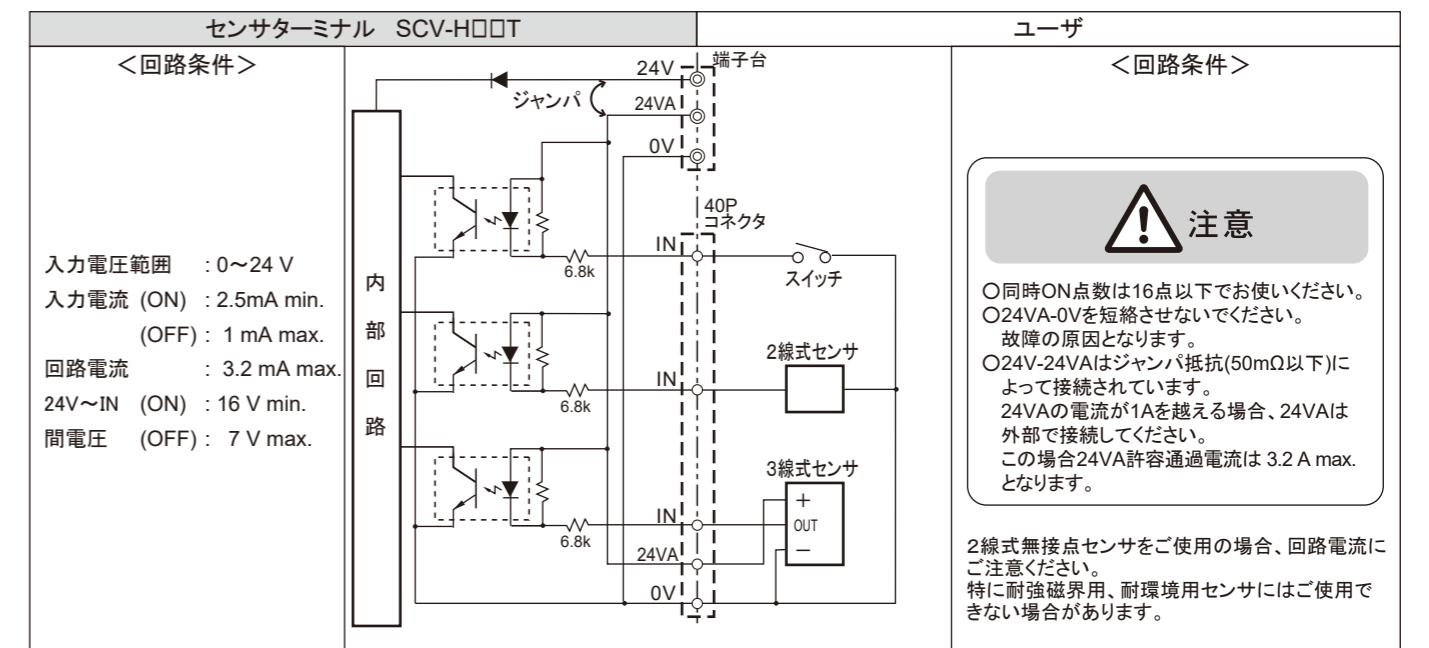 センサターミナル SCV-H□□T
ユーザ
＜回路条件＞
入力電圧範囲 : 0～24 V
入力電流 (ON) : 2.5mA min.
(OFF) : 1 mA max.
回路電流 : 3.2 mA max.
24V～IN (ON) : 16 V min.
間電圧 (OFF) : 7 V max.
内
部
回
路
24V
端子台
ジャンパ
24VA
0V
40P
コネクタ
IN
6.8k
スイッチ
2線式センサ
IN
6.8k
3線式センサ
+
IN
OUT
6.8k
−
24VA
0V
＜回路条件＞
注意
○同時ON点数は16点以下でお使いください。
○24VA-0Vを短絡させないでください。
故障の原因となります。
○24V-24VAはジャンパ抵抗(50mΩ以下)に
よって接続されています。
24VAの電流が1Aを越える場合、24VAは
外部で接続してください。
この場合24VA許容通過電流は 3.2 A max.
となります。
２線式無接点センサをご使用の場合、回路電流に
ご注意ください。
特に耐強磁界用、耐環境用センサにはご使用で
きない場合があります。